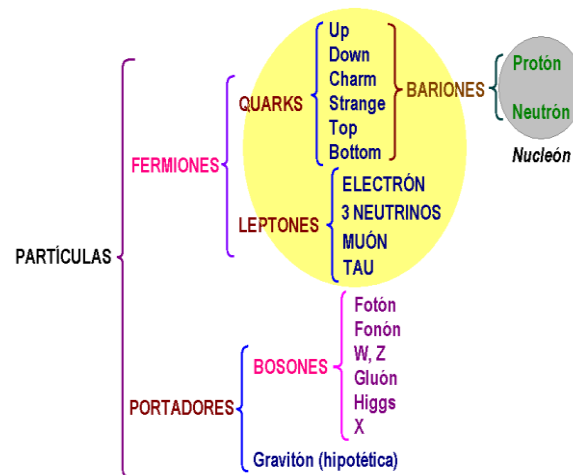 PARTÍCULAS
FERMIONES
QUARKS
Up
Down
Charm
Strange
Top
Bottom
BARIONES
Protón
Neutrón
Nucleón
LEPTONES
ELECTRÓN
3 NEUTRINOS
MUÓN
TAU
PORTADORES
BOSONES
Fotón
Fonón
W, Z
Gluón
Higgs
X
Gravitón (hipotética)